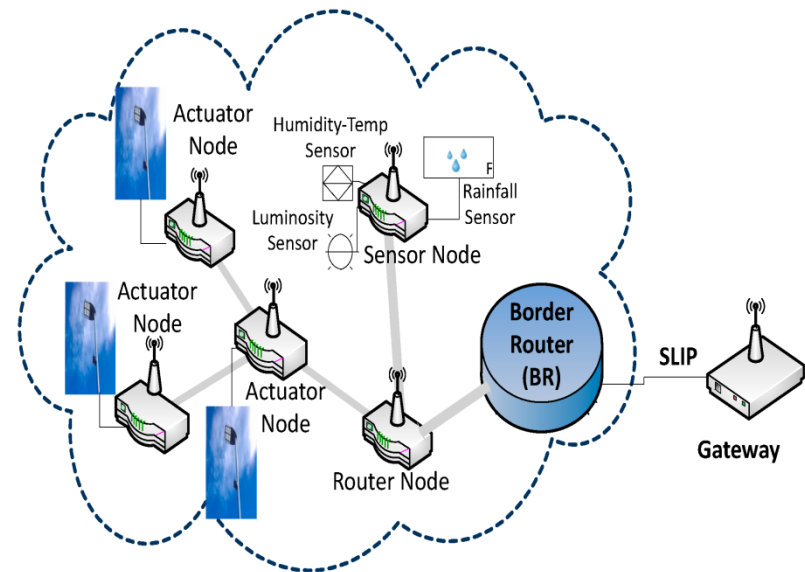 Actuator
Node
Humidity-Temp
Sensor
F
Rainfall
Sensor
Luminosity
Sensor
Sensor Node
Actuator
Node
Actuator
Node
Router Node
Border
Router
(BR)
SLIP
Gateway